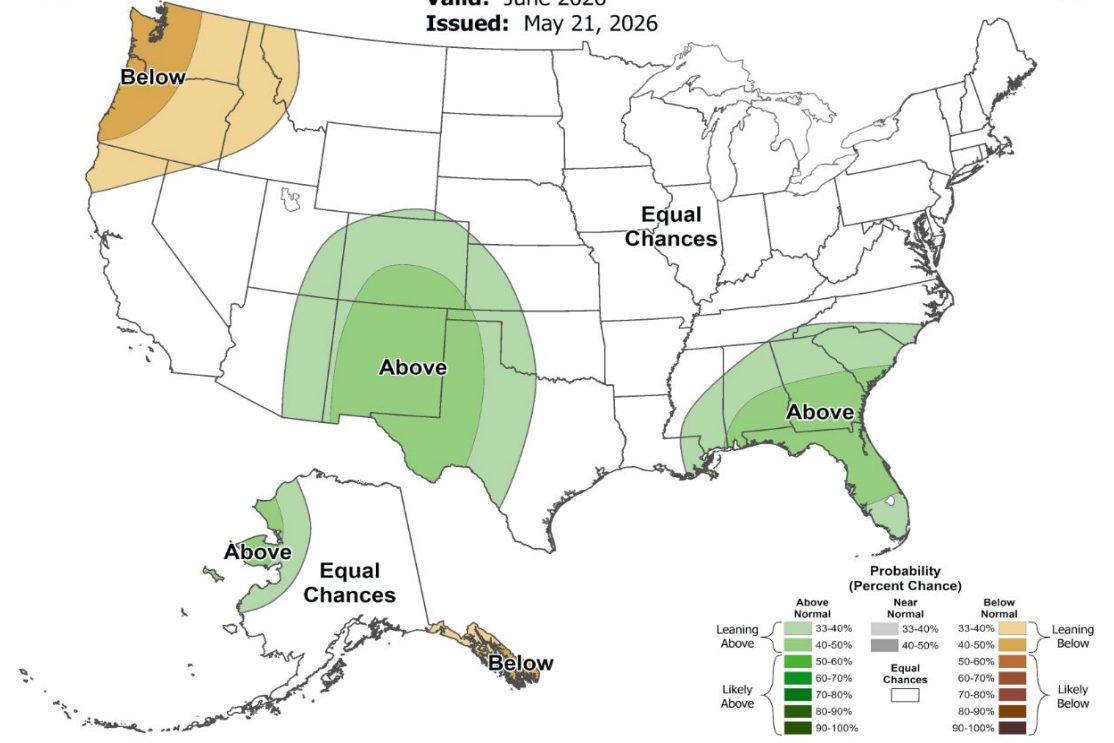 Valid: June 2026
Issued: May 21, 2026
Below
Equal
Chances
Above
Above
Above
Equal
Chances
Below
Probability
(Percent Chance)
Above
Normal
Near
Normal
Below
Normal
Leaning
Above
33-40%
40-50%
33-40%
40-50%
33-40%
40-50%
Leaning
Below
Likely
Above
50-60%
60-70%
70-80%
80-90%
90-100%
Equal
Chances
50-60%
60-70%
70-80%
80-90%
90-100%
Likely
Below